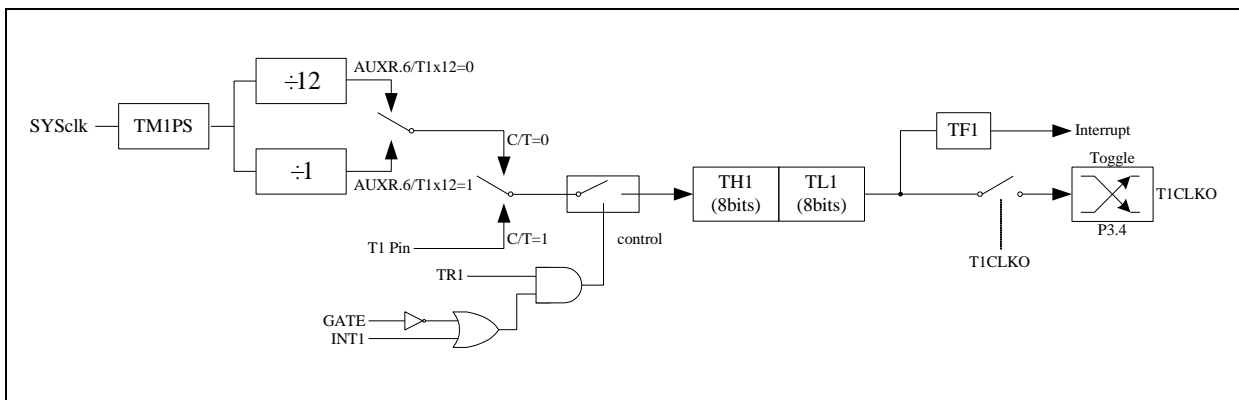 AUXR.6/T1x12=0
÷12
SYSclk
TM1PS
C/T=0
÷1
AUXR.6/T1x12=1
T1 Pin
C/T=1
control
TR1
GATE
INT1
TH1
(8bits)
TL1
(8bits)
TF1
Interrupt
Toggle
T1CLKO
P3.4
T1CLKO